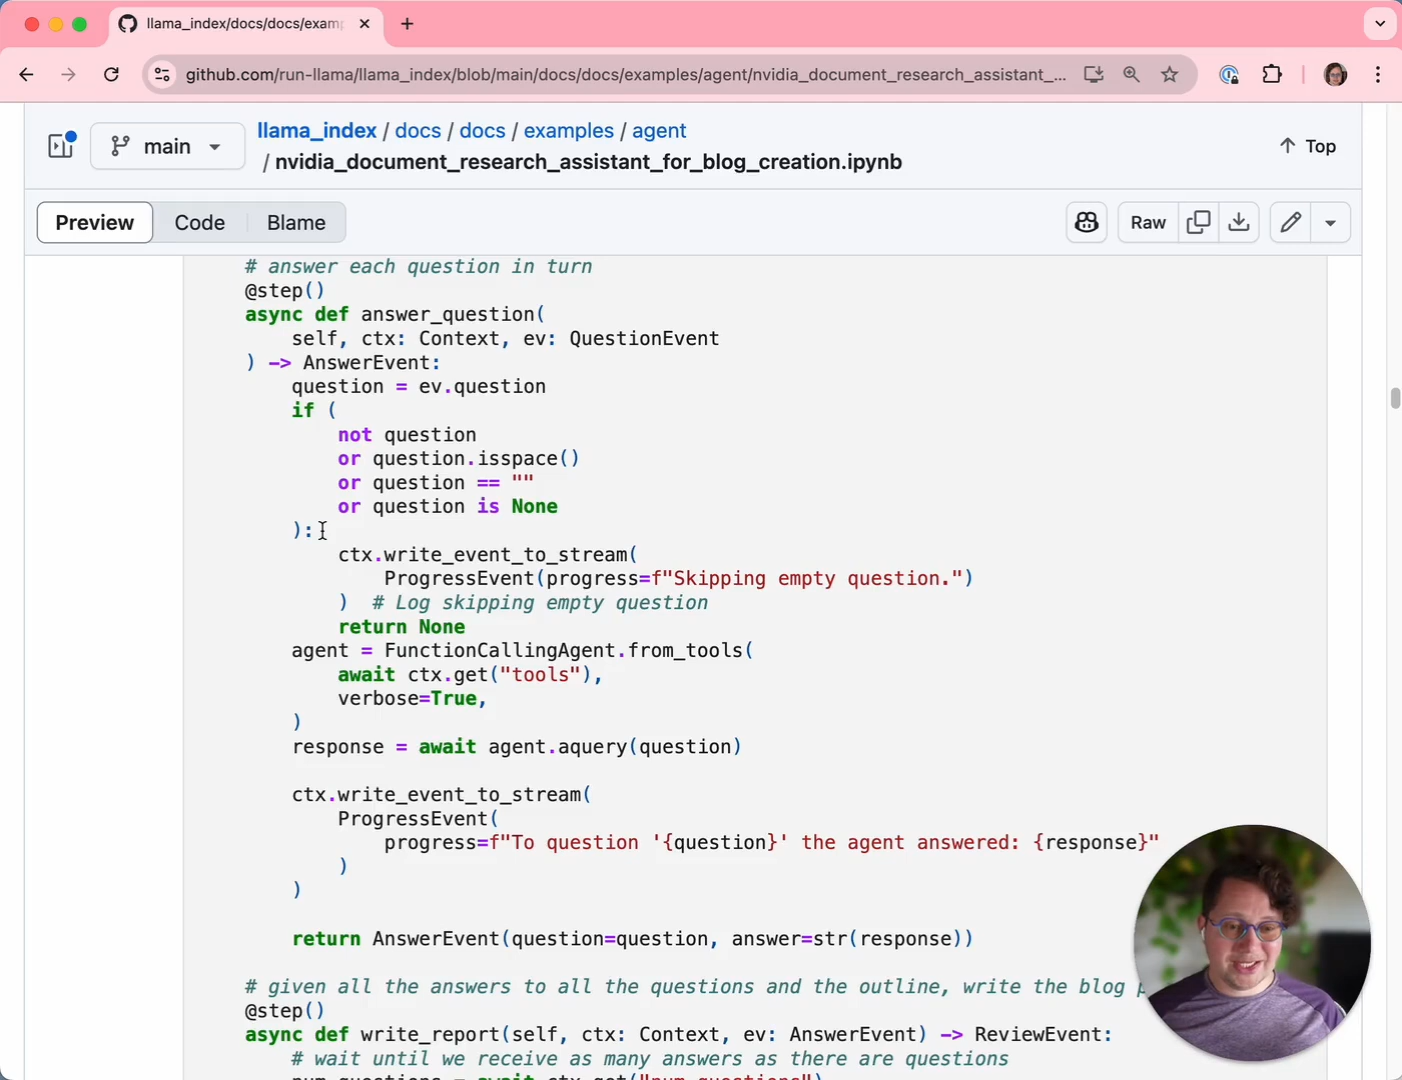 llama_index/docs/docs/exam
github.com/run-llama/llama_index/blob/main/docs/docs/examples/agent/nvidia_document_research_assistant_...
main
llama_index / docs / docs / examples / agent
/ nvidia_document_research_assistant_for_blog_creation.ipynb
Top
Preview
Code
Blame
Raw
# answer each question in turn
@step()
async def answer_question(
self, ctx: Context, ev: QuestionEvent
) -> AnswerEvent:
question = ev.question
if (
not question
or question.isspace()
or question == ""
or question is None
):
ctx.write_event_to_stream(
ProgressEvent(progress=f"Skipping empty question.")
)  # Log skipping empty question
return None
agent = FunctionCallingAgent.from_tools(
await ctx.get("tools"),
verbose=True,
)
response = await agent.aquery(question)
ctx.write_event_to_stream(
ProgressEvent(
progress=f"To question '{question}' the agent answered: {response}"
)
)
return AnswerEvent(question=question, answer=str(response))
# given all the answers to all the questions and the outline, write the blog p
@step()
async def write_report(self, ctx: Context, ev: AnswerEvent) -> ReviewEvent:
# wait until we receive as many answers as there are questions
num_questions = await ctx.get("num_questions")